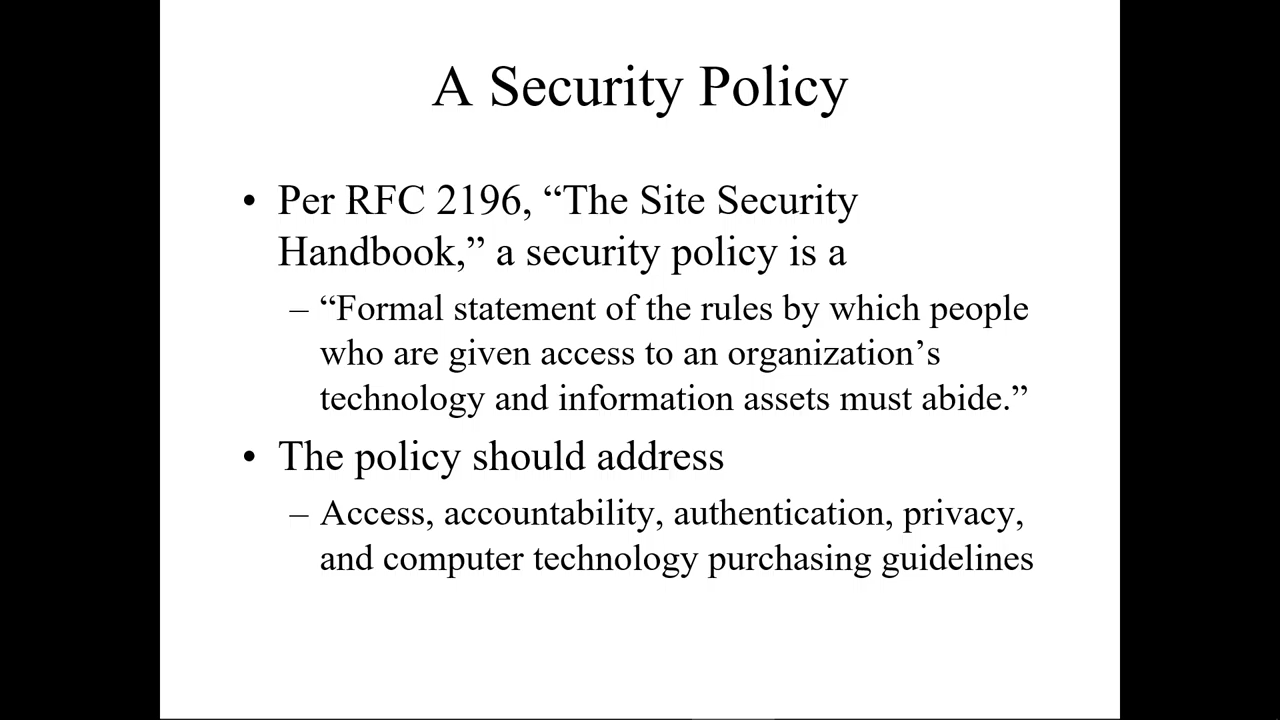 A Security Policy
• Per RFC 2196, “The Site Security
Handbook,” a security policy is a
– “Formal statement of the rules by which people
who are given access to an organization’s
technology and information assets must abide.”
• The policy should address
– Access, accountability, authentication, privacy,
and computer technology purchasing guidelines